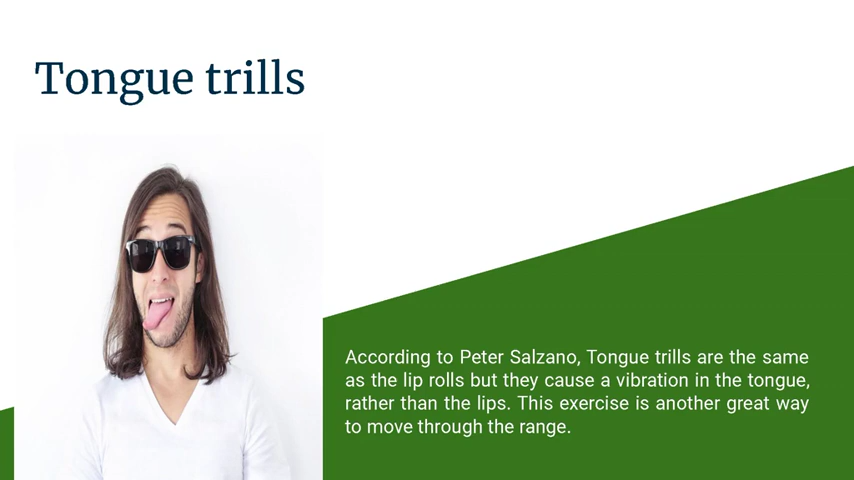 Tongue trills
According to Peter Salzano, Tongue trills are the same
as the lip rolls but they cause a vibration in the tongue,
rather than the lips. This exercise is another great way
to move through the range.